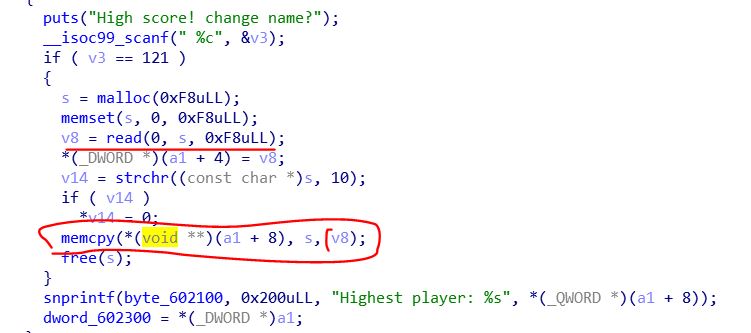 {
puts("High score! change name?");
__isoc99_scanf(" %c", &v3);
if ( v3 == 121 )
{
s = malloc(0xF8uLL);
memset(s, 0, 0xF8uLL);
v8 = read(0, s, 0xF8uLL);
*(_DWORD *)(a1 + 4) = v8;
v14 = strchr((const char *)s, 10);
if ( v14 )
*v14 = 0;
memcpy(*(void **)(a1 + 8), s, v8);
free(s);
}
snprintf(byte_602100, 0x200uLL, "Highest player: %s", *(_QWORD *)(a1 + 8));
dword_602300 = *(_DWORD *)a1;